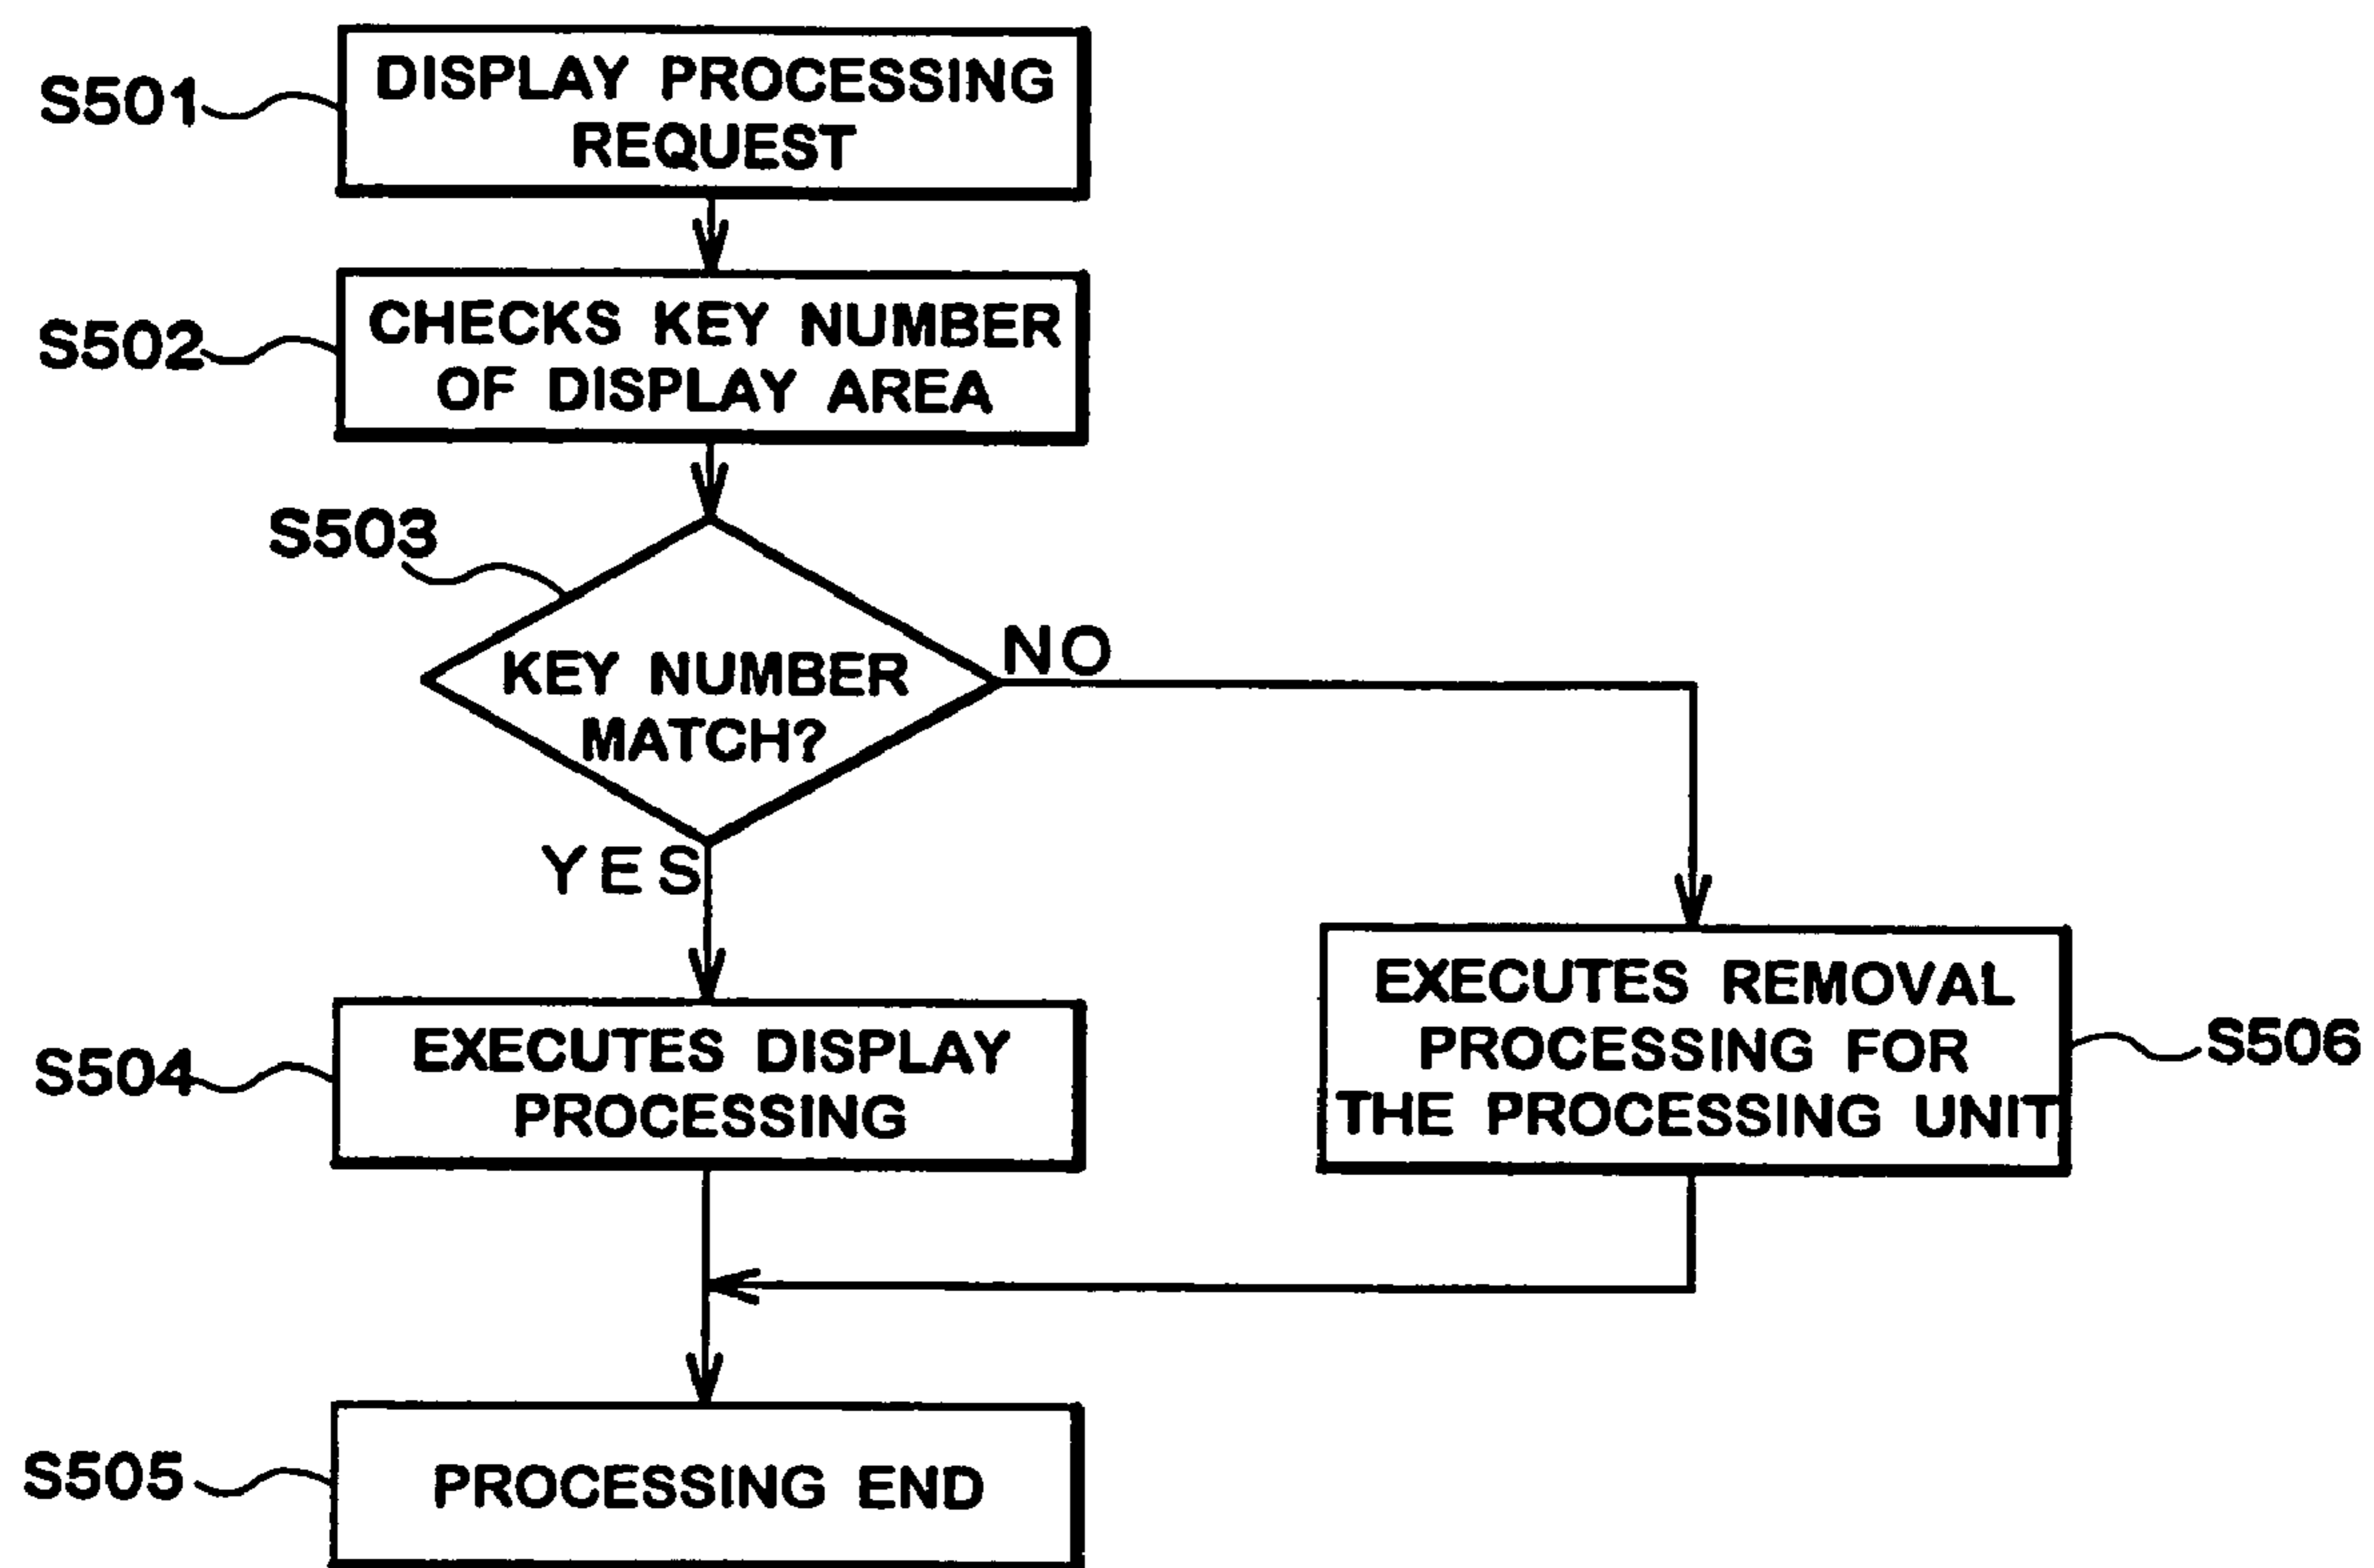 S501
DISPLAY PROCESSING
REQUEST
S502
CHECKS KEY NUMBER
OF DISPLAY AREA
S503
KEY NUMBER
MATCH?
NO
YES
S504
EXECUTES DISPLAY
PROCESSING
EXECUTES REMOVAL
PROCESSING FOR
THE PROCESSING UNIT
S506
S505
PROCESSING END